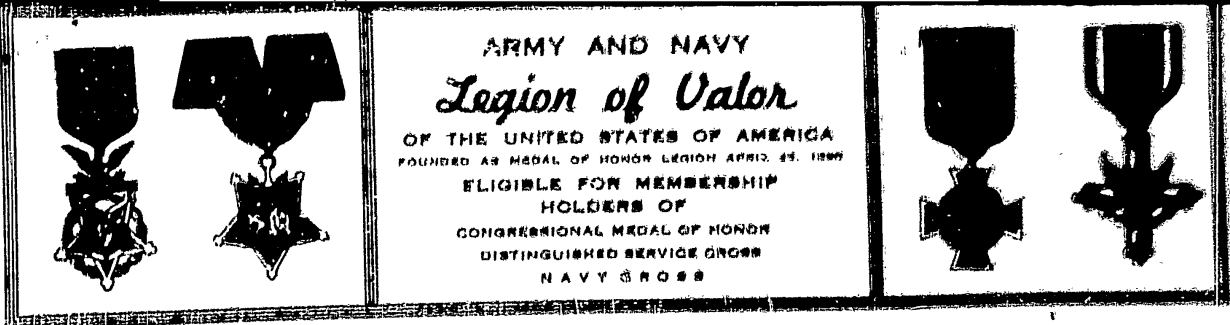 ARMY AND NAVY
Legion of Valor
OF THE UNITED STATES OF AMERICA
FOUNDED AS MEDAL OF HONOR LEGION APRIL
ELIGIBLE FOR MEMBERSHIP
HOLDERS OF
CONGRESSIONAL MEDAL OF HONOR
DISTINGUISHED SERVICE CROSS
NAVY CROSS